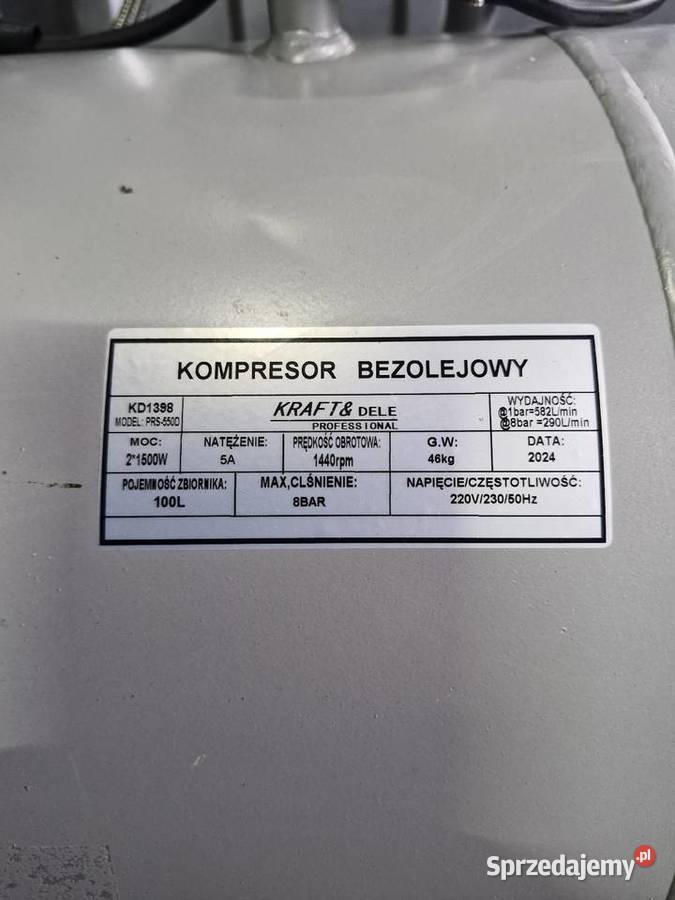 KOMPRESOR BEZOLEJOWY
KD1398
MODEL: PRS-550D
KRAFT& DELE
PROFESSIONAL
WYDAJNOŚĆ:
@1bar=582L/min
@8bar =290L/min
MOC:
2*1500W
NATĘŻENIE:
5A
PRĘDKOŚĆ OBROTOWA:
1440rpm
G.W:
46kg
DATA:
2024
POJEMNOŚĆ ZBIORNIKA:
100L
MAX,CLŚNIENIE:
8BAR
NAPIĘCIE/CZĘSTOTLIWOŚĆ:
220V/230/50Hz
Sprzedajemy.pl